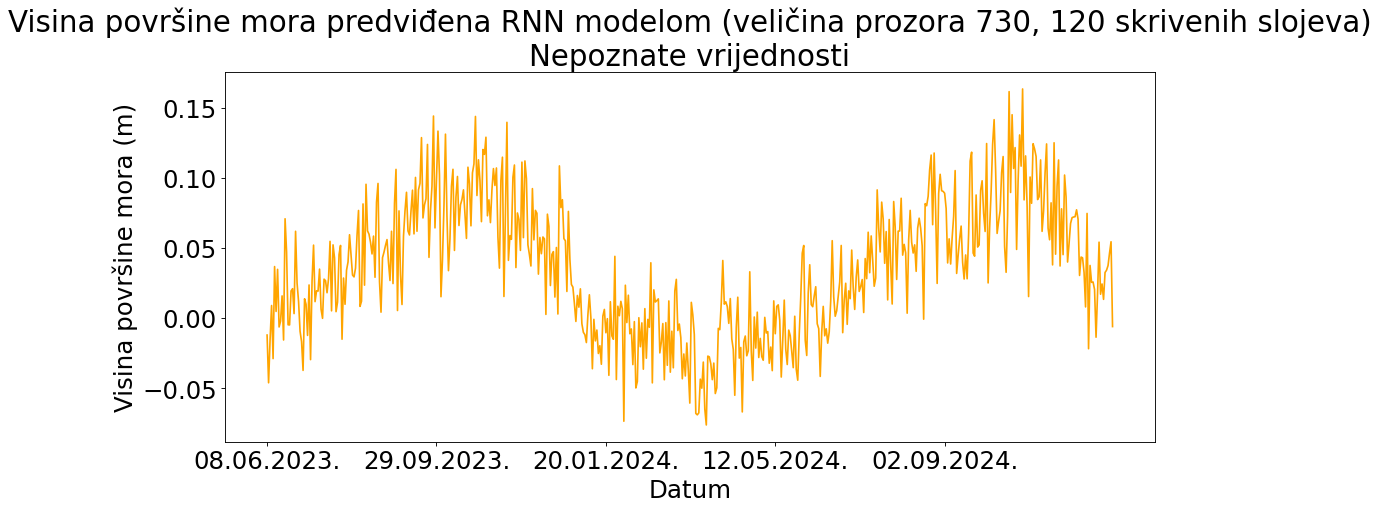 Visina površine mora predviđena RNN modelom (veličina prozora 730, 120 skrivenih slojeva)
Nepoznate vrijednosti
Visina površine mora (m)
0.15
0.10
0.05
0.00
−0.05
08.06.2023.
29.09.2023.
20.01.2024.
12.05.2024.
02.09.2024.
Datum